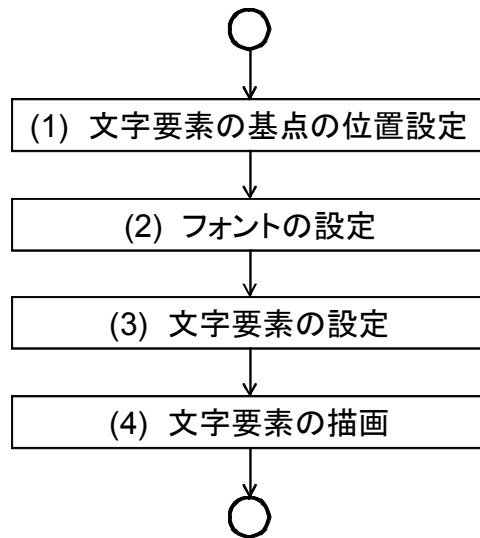 (1) 文字要素の基点の位置設定
(2) フォントの設定
(3) 文字要素の設定
(4) 文字要素の描画